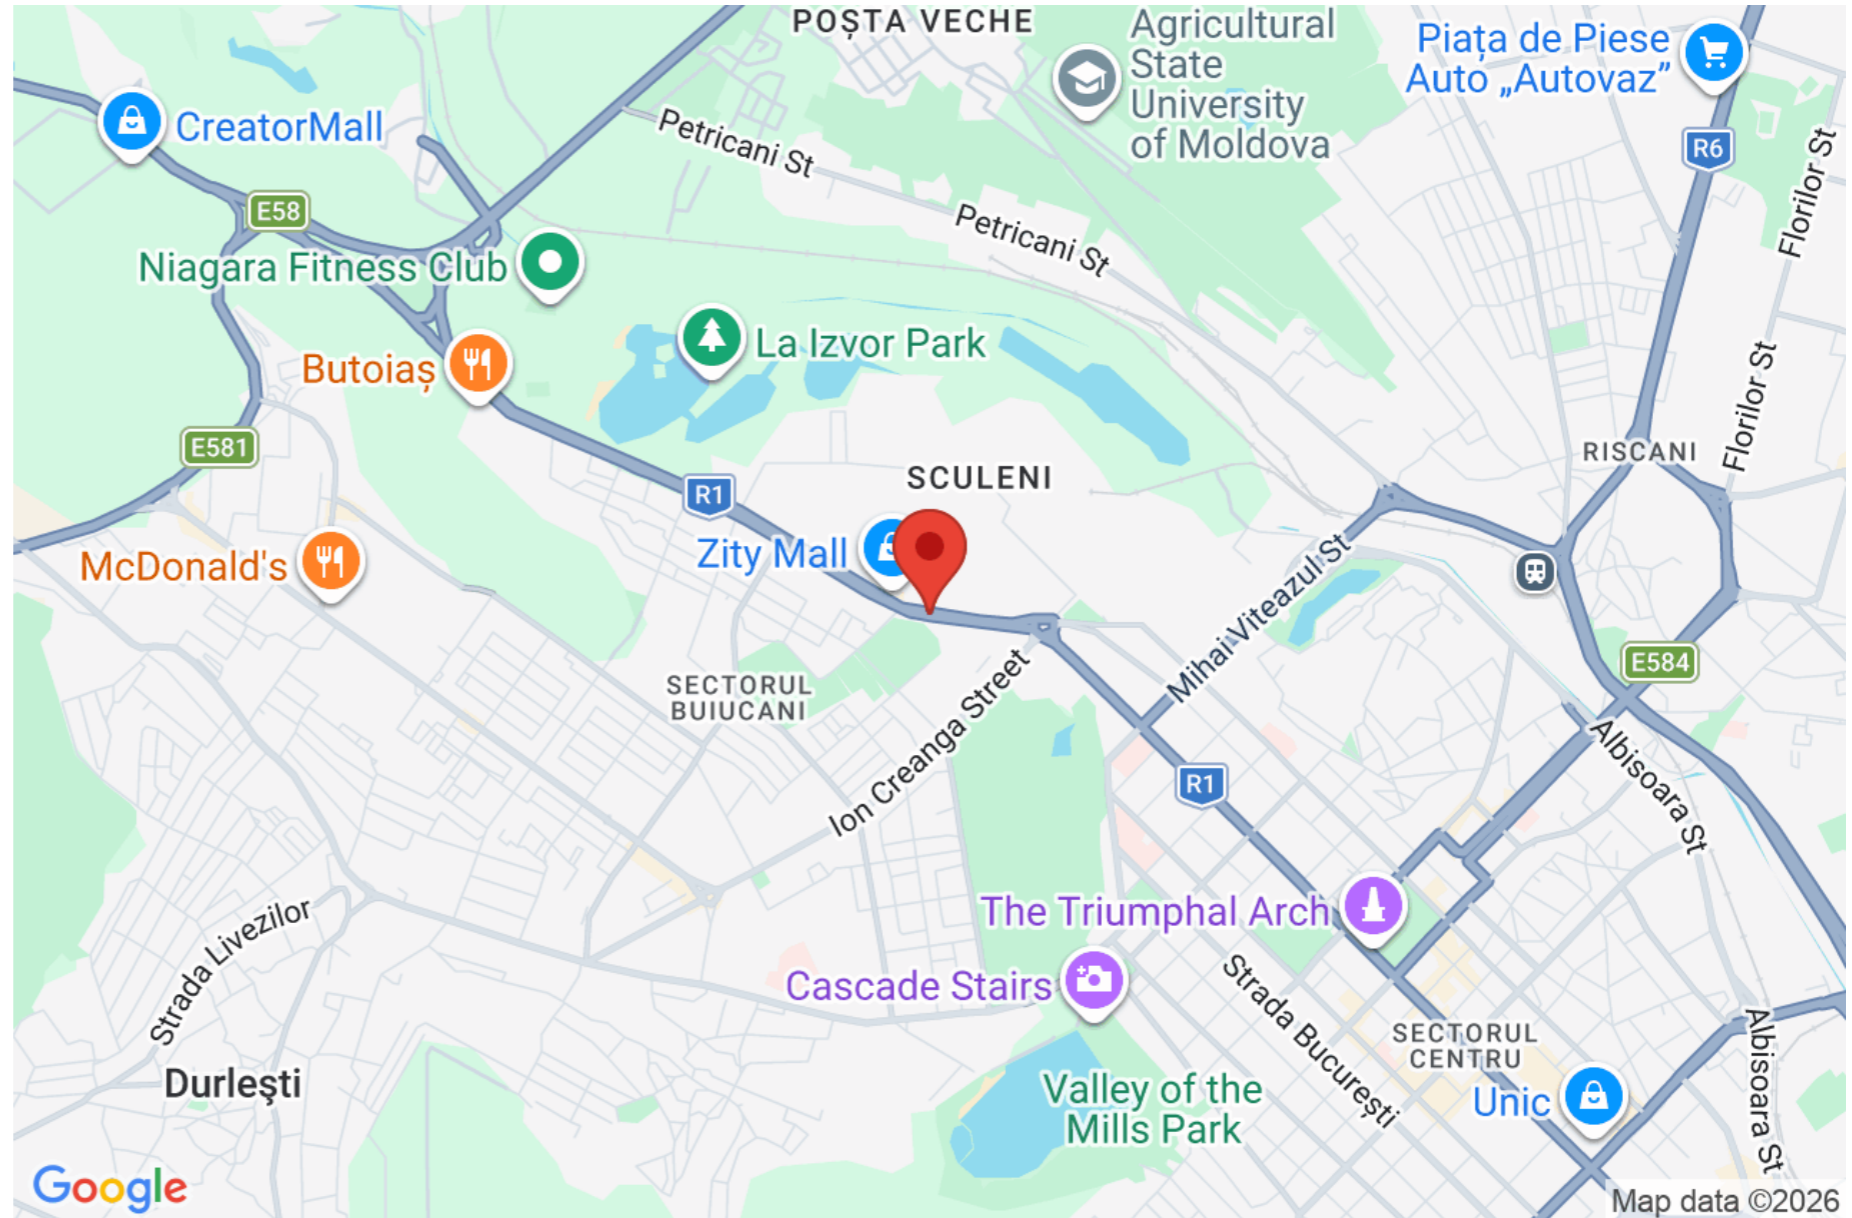 POȘTA VECHE
Agricultural
State
University
of Moldova
Piața de Piese
Auto „Autovaz”
CreatorMall
Petricani St
R6
Florilor St
E58
Petricani St
Niagara Fitness Club
La Izvor Park
Butoiaș
Florilor St
E581
RISCANI
SCULENI
R1
Zity Mall
McDonald's
Mihai Viteazul St
E584
SECTORUL
BUIUCANI
Ion Creanga Street
Albisoara St
R1
The Triumphal Arch
Strada Livezilor
Cascade Stairs
Strada București
SECTORUL
CENTRU
Albisoara St
Durleşti
Valley of the
Mills Park
Unic
Google
Map data ©2026